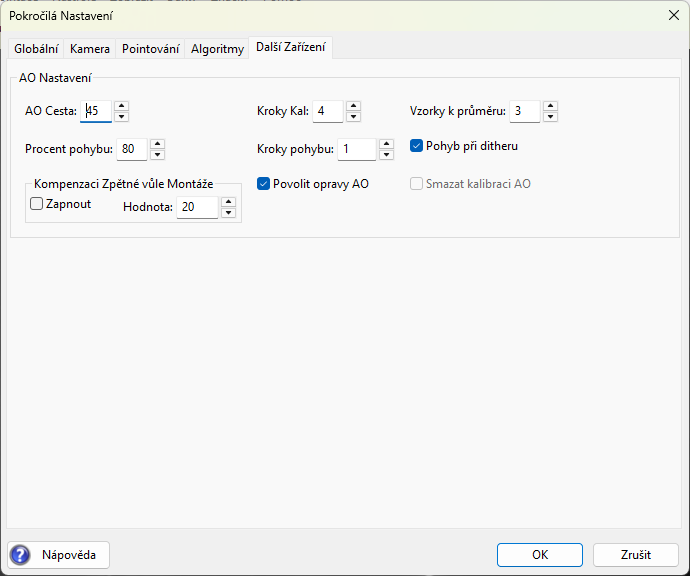 Pokročilá Nastavení
Globální Kamera Pointování Algoritmy Další Zařízení
AO Nastavení
AO Cesta: 45 Kroky Kal: 4 Vzorky k průměru: 3
Procent pohybu: 80 Kroky pohybu: 1 Pohyb při ditheru
Kompenzaci Zpětné vůle Montáže Povolit opravy AO Smazat kalibraci AO
Zapnout Hodnota: 20
Nápověda OK Zrušit